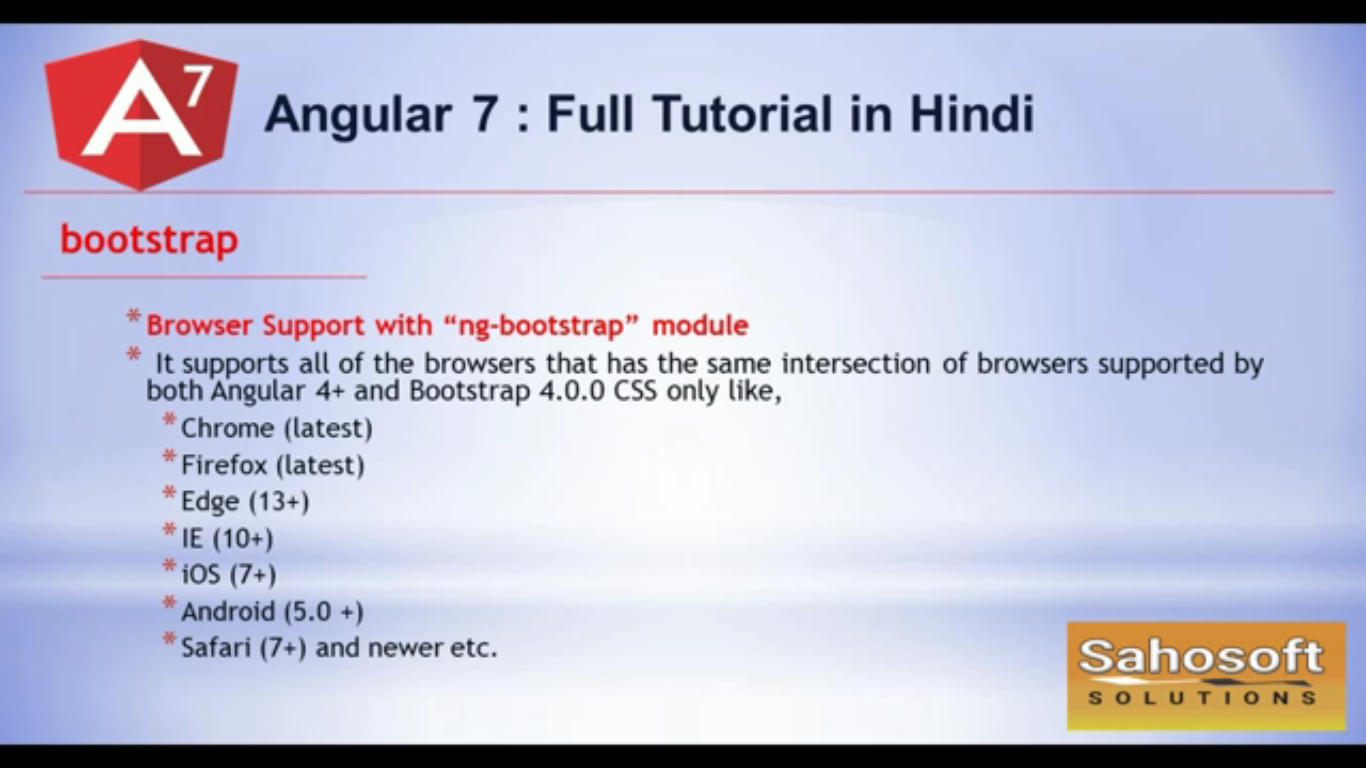 A7
Angular 7 : Full Tutorial in Hindi
bootstrap
* Browser Support with “ng-bootstrap” module
* It supports all of the browsers that has the same intersection of browsers supported by
both Angular 4+ and Bootstrap 4.0.0 CSS only like,
* Chrome (latest)
* Firefox (latest)
* Edge (13+)
* IE (10+)
* iOS (7+)
* Android (5.0 +)
* Safari (7+) and newer etc.
Sahosoft
SOLUTIONS